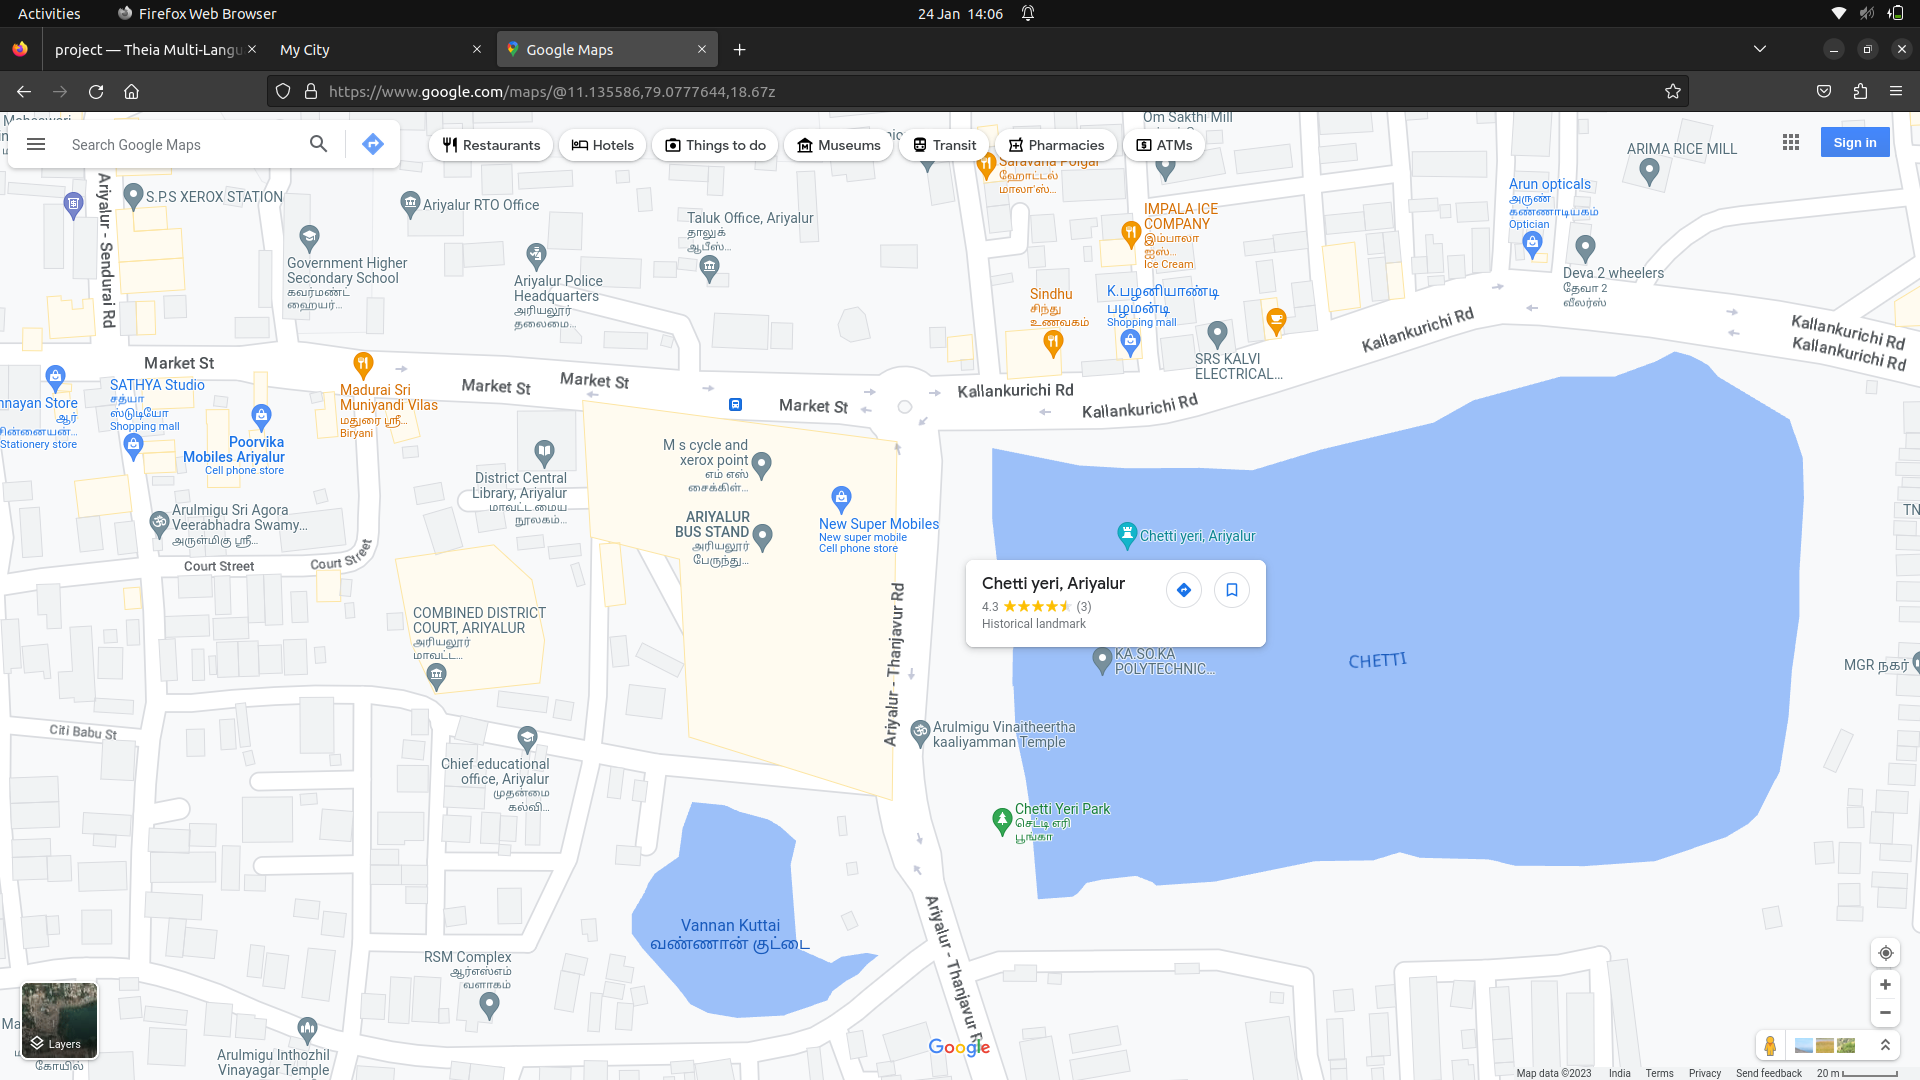 Activities
Firefox Web Browser
24 Jan 14:06
project — Theia Multi-Langu
My City
Google Maps
https://www.google.com/maps/@11.135586,79.0777644,18.67z
Search Google Maps
Restaurants
Hotels
Things to do
Museums
Transit
Pharmacies
ATMs
Sign in
Om Sakthi Mill
ARIMA RICE MILL
Ariyalur - Sendurai Rd
S.P.S XEROX STATION
Ariyalur RTO Office
Taluk Office, Ariyalur
தாலுக்
ஆபீஸ்...
Saravana Polgar
ஹோட்டல்
மாலா'ஸ்...
IMPALA ICE
COMPANY
இம்பாலா
ஐஸ்...
Ice Cream
Arun opticals
அருண்
கண்ணாடியகம்
Optician
Government Higher
Secondary School
கவர்மண்ட்
ஹையர்...
Ariyalur Police
Headquarters
அரியலூர்
தலைமை...
Sindhu
சிந்து
உணவகம்
K.பழனியாண்டி
பழமன்டி
Shopping mall
Deva 2 wheelers
தேவா 2
வீலர்ஸ்
SRS KALVI
ELECTRICAL...
Kallankurichi Rd
Kallankurichi Rd
Kallankurichi Rd
Kallankurichi Rd
Kallankurichi Rd
Market St
Market St
Market St
Market St
SATHYA Studio
சத்யா
ஸ்டுடியோ
Shopping mall
nnayan Store
ஆர்
சின்னையன்...
Stationery store
Madurai Sri
Muniyandi Vilas
மதுரை ஸ்ரீ...
Biryani
Poorvika
Mobiles Ariyalur
Cell phone store
M s cycle and
xerox point
எம் எஸ்
சைக்கிள்...
District Central
Library, Ariyalur
மாவட்ட மைய
நூலகம்...
ARIYALUR
BUS STAND
அரியலூர்
பேருந்து...
New Super Mobiles
New super mobile
Cell phone store
Arulmigu Sri Agora
Veerabhadra Swamy...
அருள்மிகு ஸ்ரீ...
Court Street
Court Street
TN
Chetti yeri, Ariyalur
Chetti yeri, Ariyalur
4.3
(3)
Historical landmark
COMBINED DISTRICT
COURT, ARIYALUR
அரியலூர்
மாவட்ட...
Ariyalur - Thanjavur Rd
KA.SO.KA
POLYTECHNIC...
CHETTI
MGR நகர்
Citi Babu St
Arulmigu Vinaitheertha
kaaliyamman Temple
Chief educational
office, Ariyalur
முதன்மை
கல்வி...
Chetti Yeri Park
செட்டி எரி
பூங்கா
Vannan Kuttai
வண்ணான் குட்டை
Ariyalur - Thanjavur R
RSM Complex
ஆர்எஸ்எம்
வளாகம்
Ma
Layers
கோயில்
Arulmigu Inthozhil
Vinayagar Temple
Google
Map data ©2023
India
Terms
Privacy
Send feedback
20 m